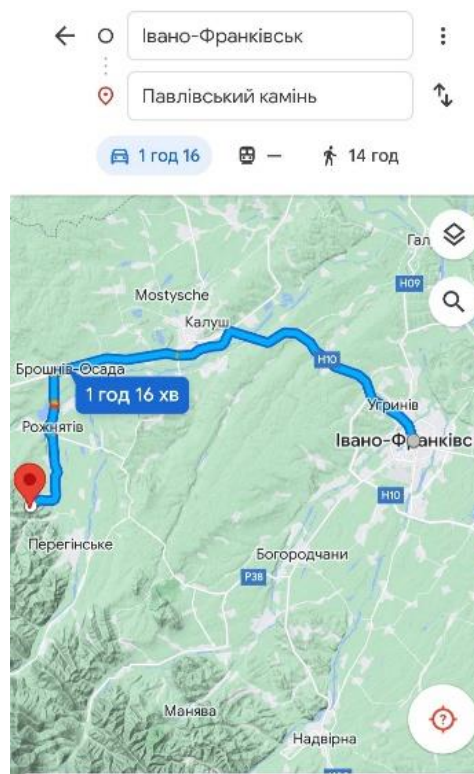 Івано-Франківськ
Павлівський камінь
1 год 16
—
14 год
Гал
H09
Mostysche
Калуш
H10
Брошнів-Осада
1 год 16 хв
Угринів
Рожнятів
Івано-Франківс
H10
Перегінське
Богородчани
P38
Манява
Надвірна